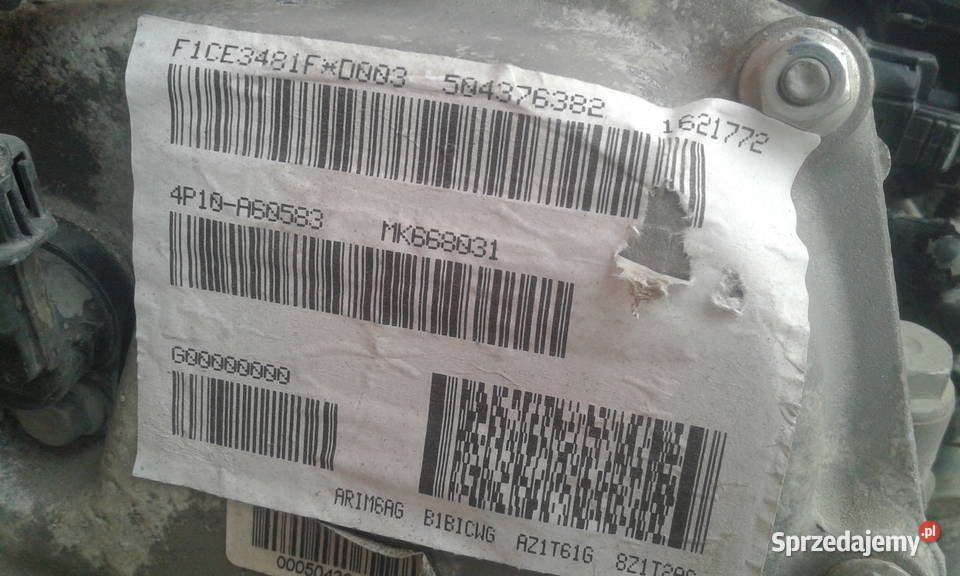 F1CE3481F*D003 504376382 1621772
4P10-A60583 MK668031
G00000000
ARIM6AG B1BICWG AZ1T61G
Sprzedajemy.pl